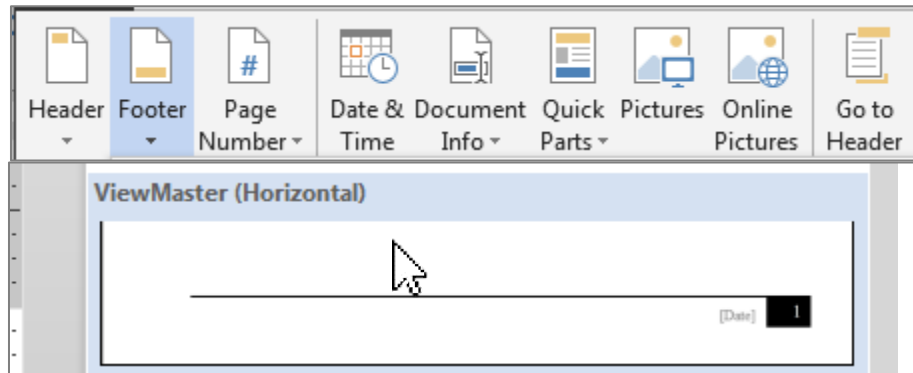 #
Header Footer Page Date & Document Quick Pictures Online Go to
Number Time Info Parts Pictures Header
ViewMaster (Horizontal)
[Date] 1